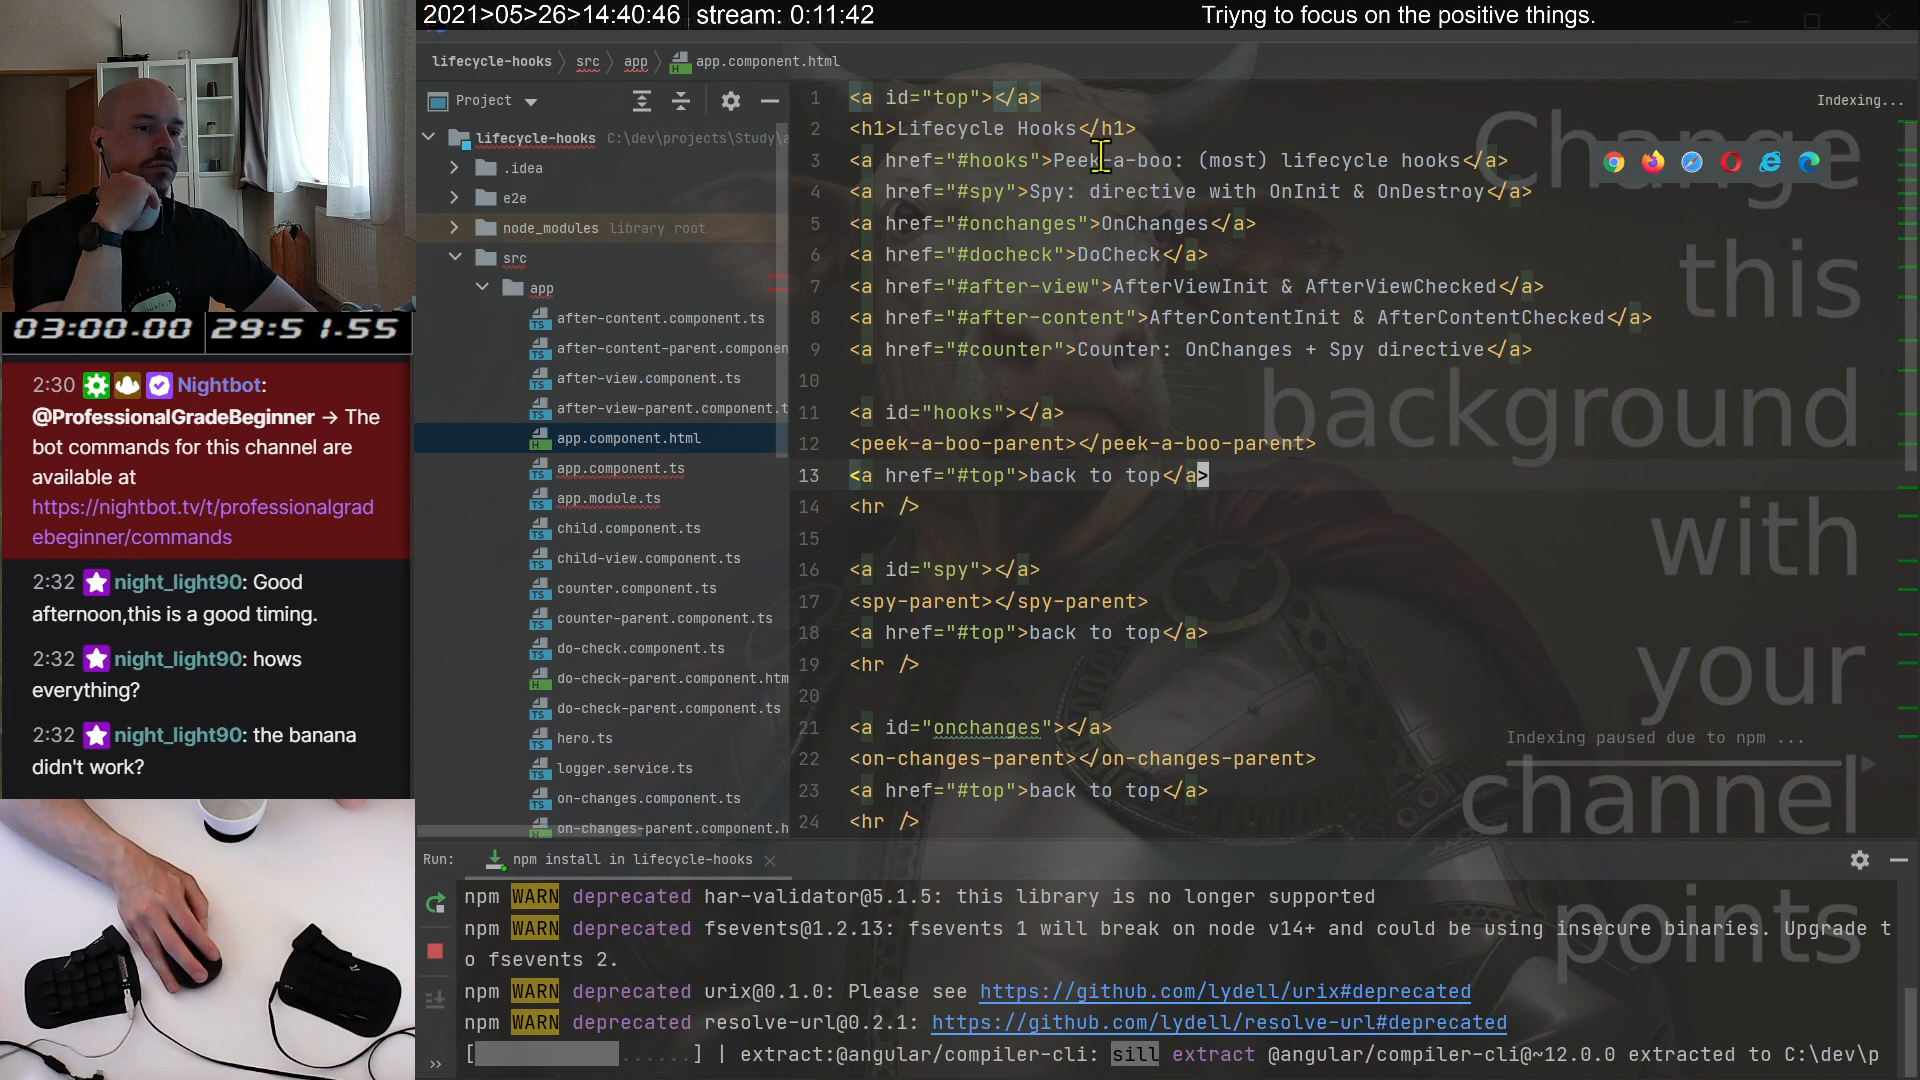 2021>05>26>14:40:46 stream: 0:11:42
Triyng to focus on the positive things.
lifecycle-hooks src app app.component.html
Project
lifecycle-hooks C:\dev\projects\Study\a
.idea
e2e
node_modules library root
src
app
after-content.component.ts
after-content-parent.componen
after-view.component.ts
after-view-parent.component.t
app.component.html
app.component.ts
app.module.ts
child.component.ts
child-view.component.ts
counter.component.ts
counter-parent.component.ts
do-check.component.ts
do-check-parent.component.htm
do-check-parent.component.ts
hero.ts
logger.service.ts
on-changes.component.ts
on-changes-parent.component.h
Indexing...
1 <a id="top"></a>
2 <h1>Lifecycle Hooks</h1>
3 <a href="#hooks">Peek-a-boo: (most) lifecycle hooks</a>
4 <a href="#spy">Spy: directive with OnInit & OnDestroy</a>
5 <a href="#onchanges">OnChanges</a>
6 <a href="#docheck">DoCheck</a>
7 <a href="#after-view">AfterViewInit & AfterViewChecked</a>
8 <a href="#after-content">AfterContentInit & AfterContentChecked</a>
9 <a href="#counter">Counter: OnChanges + Spy directive</a>
10
11 <a id="hooks"></a>
12 <peek-a-boo-parent></peek-a-boo-parent>
13 <a href="#top">back to top</a>
14 <hr />
15
16 <a id="spy"></a>
17 <spy-parent></spy-parent>
18 <a href="#top">back to top</a>
19 <hr />
20
21 <a id="onchanges"></a>
22 <on-changes-parent></on-changes-parent>
23 <a href="#top">back to top</a>
24 <hr />
Change
this
background
with
your
channel
points
Indexing paused due to npm ...
03:00.00 29:51.55
2:30 Nightbot:
@ProfessionalGradeBeginner → The
bot commands for this channel are
available at
https://nightbot.tv/t/professionalgrad
ebeginner/commands
2:32 night_light90: Good
afternoon,this is a good timing.
2:32 night_light90: hows
everything?
2:32 night_light90: the banana
didn't work?
Run: npm install in lifecycle-hooks
npm WARN deprecated har-validator@5.1.5: this library is no longer supported
npm WARN deprecated fsevents@1.2.13: fsevents 1 will break on node v14+ and could be using insecure binaries. Upgrade t
o fsevents 2.
npm WARN deprecated urix@0.1.0: Please see https://github.com/lydell/urix#deprecated
npm WARN deprecated resolve-url@0.2.1: https://github.com/lydell/resolve-url#deprecated
[ ......] | extract:@angular/compiler-cli: sill extract @angular/compiler-cli@~12.0.0 extracted to C:\dev\p